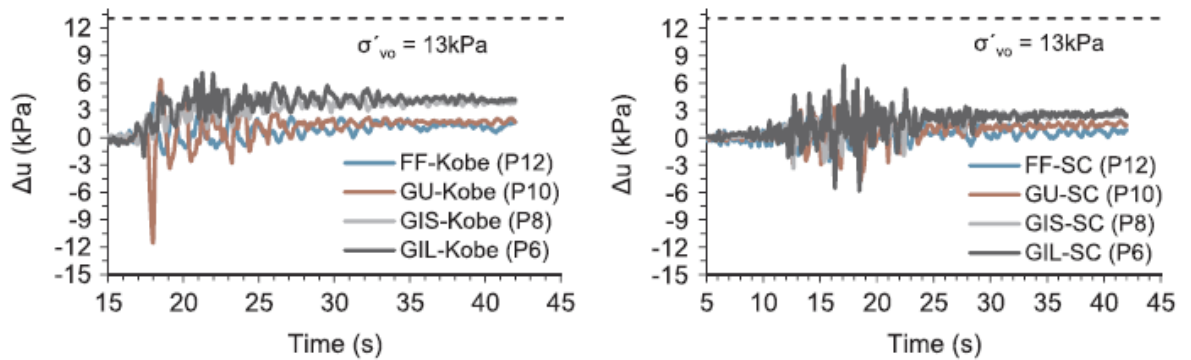 σ´vo = 13kPa
12
9
6
3
0
-3
-6
-9
-12
-15
Δu (kPa)
FF-Kobe (P12)
GU-Kobe (P10)
GIS-Kobe (P8)
GIL-Kobe (P6)
15 20 25 30 35 40 45
Time (s)
σ´vo = 13kPa
12
9
6
3
0
-3
-6
-9
-12
-15
Δu (kPa)
FF-SC (P12)
GU-SC (P10)
GIS-SC (P8)
GIL-SC (P6)
5 10 15 20 25 30 35 40 45
Time (s)